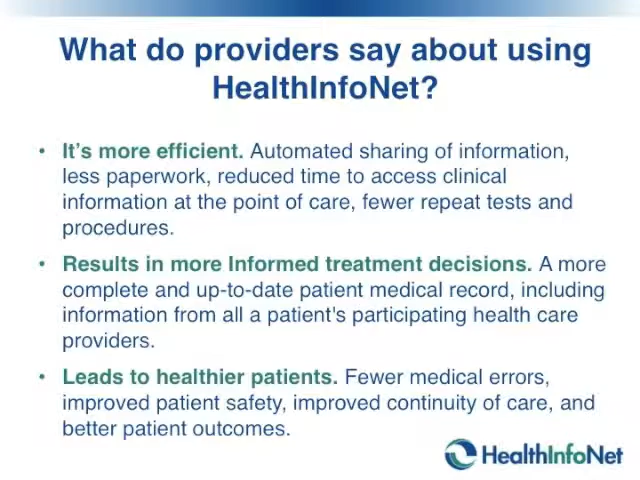 What do providers say about using
HealthInfoNet?
• It's more efficient. Automated sharing of information,
less paperwork, reduced time to access clinical
information at the point of care, fewer repeat tests and
procedures.
• Results in more Informed treatment decisions. A more
complete and up-to-date patient medical record, including
information from all a patient's participating health care
providers.
• Leads to healthier patients. Fewer medical errors,
improved patient safety, improved continuity of care, and
better patient outcomes.
HealthInfoNet